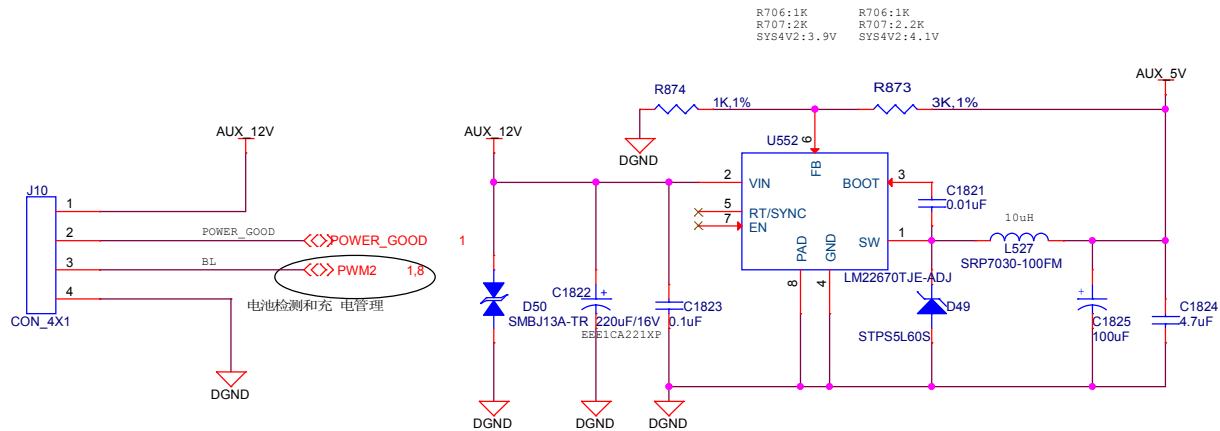 R706:1K
R707:2K
SYS4V2:3.9V
R706:1K
R707:2.2K
SYS4V2:4.1V
AUX_5V
R874
1K,1%
R873
3K,1%
DGND
U552
6
FB
2
VIN
BOOT
3
5
RT/SYNC
7
EN
PAD
GND
SW
1
8
4
LM22670TJE-ADJ
C1821
0.01uF
10uH
L527
SRP7030-100FM
AUX_12V
J10
1
2
POWER_GOOD
POWER_GOOD
1
3
BL
PWM2
1,8
4
电池检测和充 电管理
CON_4X1
DGND
AUX_12V
D50
SMBJ13A-TR
C1822
+
220uF/16V
EEE1CA221XP
C1823
0.1uF
D49
STPS5L60S
+
C1825
100uF
C1824
4.7uF
DGND
DGND
DGND